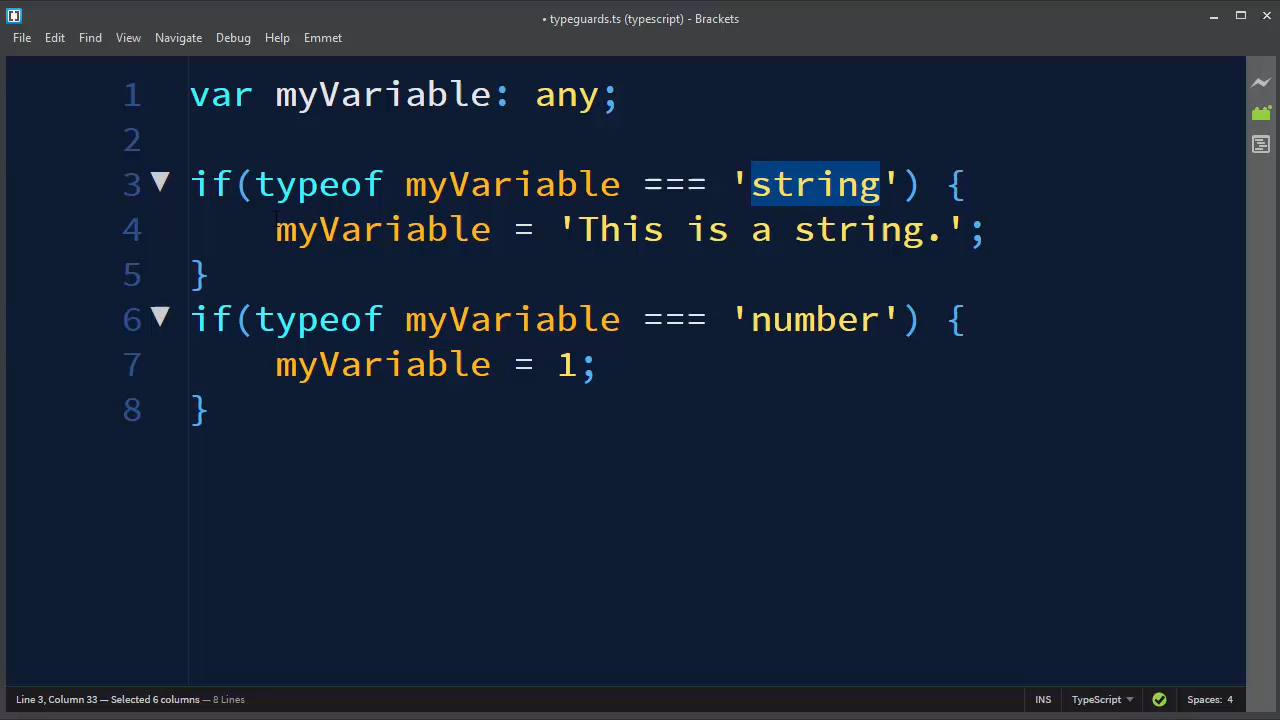 • typeguards.ts (typescript) - Brackets
File Edit Find View Navigate Debug Help Emmet
1 var myVariable: any;
2
3 if(typeof myVariable === 'string') {
4 myVariable = 'This is a string.';
5 }
6 if(typeof myVariable === 'number') {
7 myVariable = 1;
8 }
Line 3, Column 33 — Selected 6 columns — 8 Lines INS TypeScript Spaces: 4